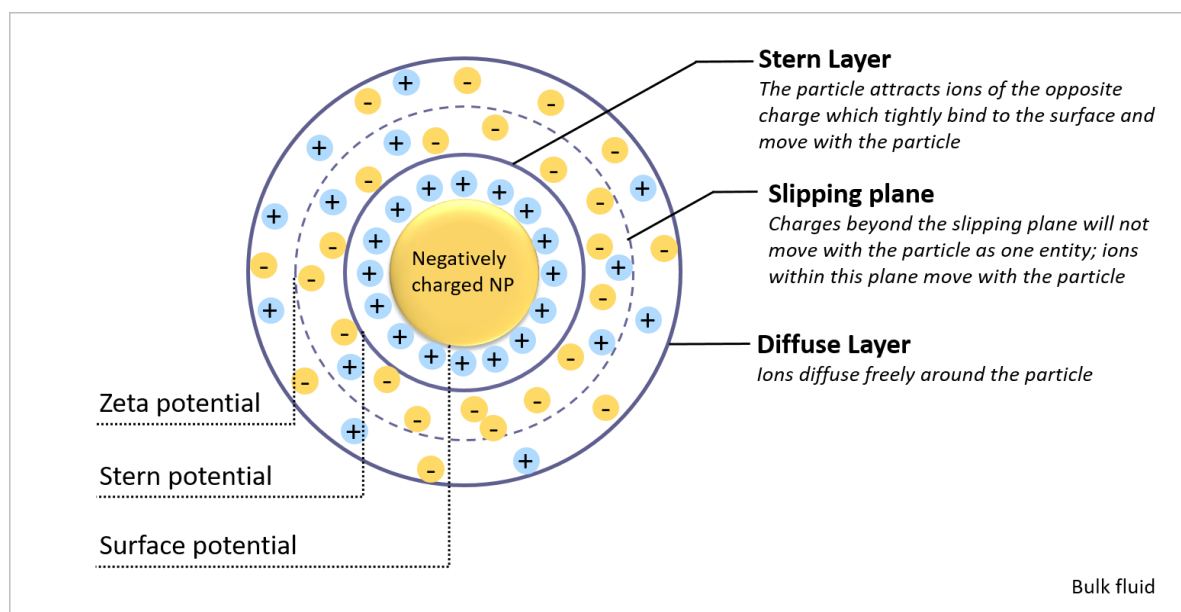 Stern Layer
The particle attracts ions of the opposite
charge which tightly bind to the surface and
move with the particle
Slipping plane
Charges beyond the slipping plane will not
move with the particle as one entity; ions
within this plane move with the particle
Negatively
charged NP
Diffuse Layer
Ions diffuse freely around the particle
Zeta potential
Stern potential
Surface potential
Bulk fluid